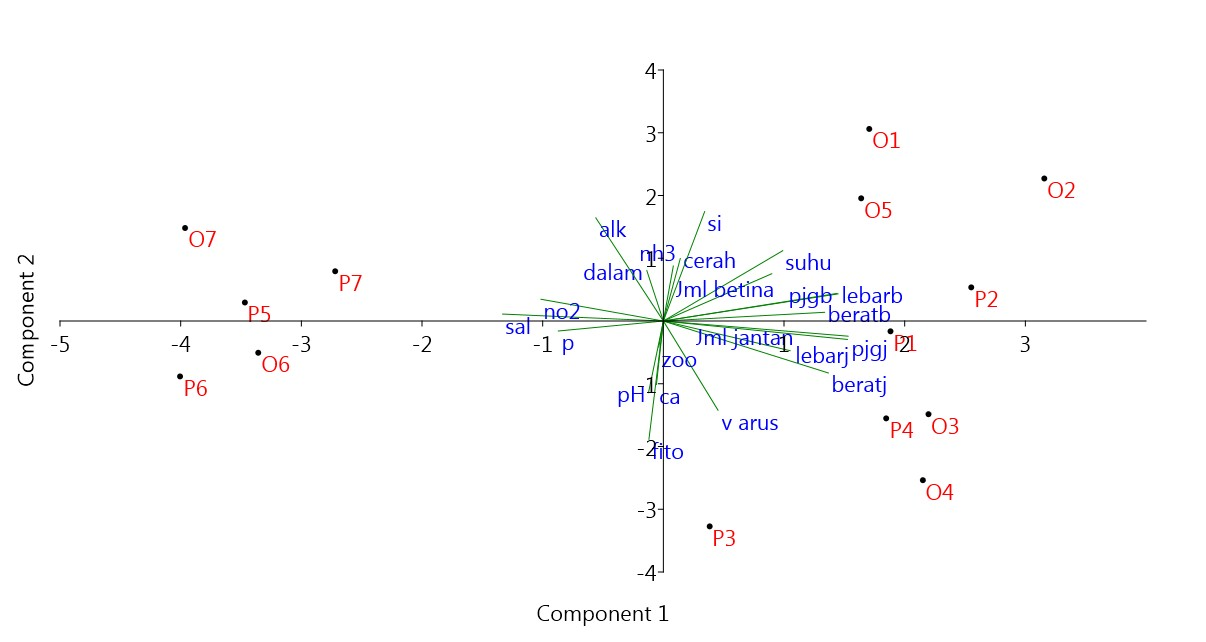 4
3
O1
O2
2
O5
si
alk
O7
nh3
1
cerah
suhu
dalam
P7
Jml betina
pjgb
lebarb
P2
P5
no2
beratb
sal
-5
-4
-3
-2
-1
p
Jml jantan
1
2
3
P1
pjgj
lebarj
O6
zoo
P6
1
beratj
pH
ca
v arus
P4
O3
-2
fito
O4
-3
P3
-4
Component 1
Component 2